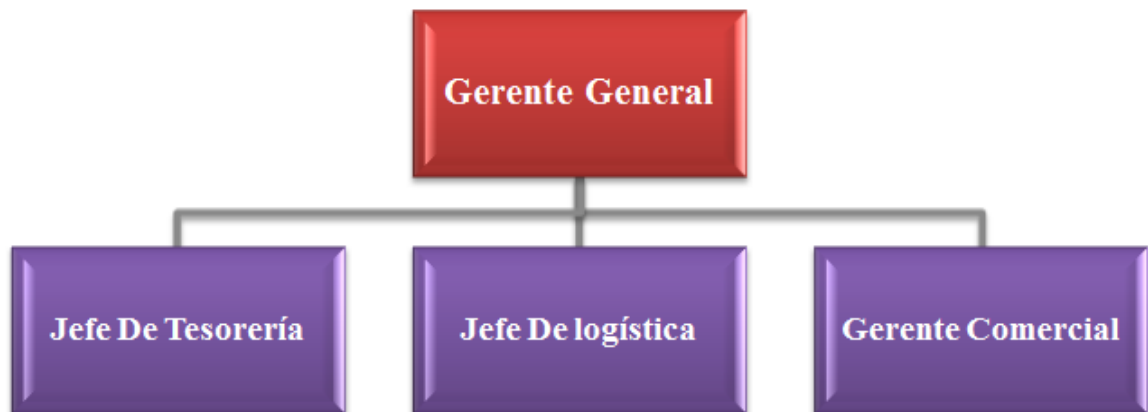 Gerente General
Jefe De Tesorería
Jefe De logística
Gerente Comercial